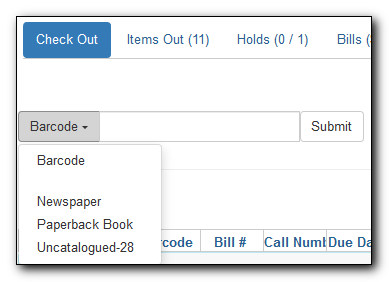 Check Out Items Out (11) Holds (0 / 1) Bills (
Barcode Submit
Barcode
Newspaper
Paperback Book
Uncatalogued-28
rcode Bill # Call Numb Due Da